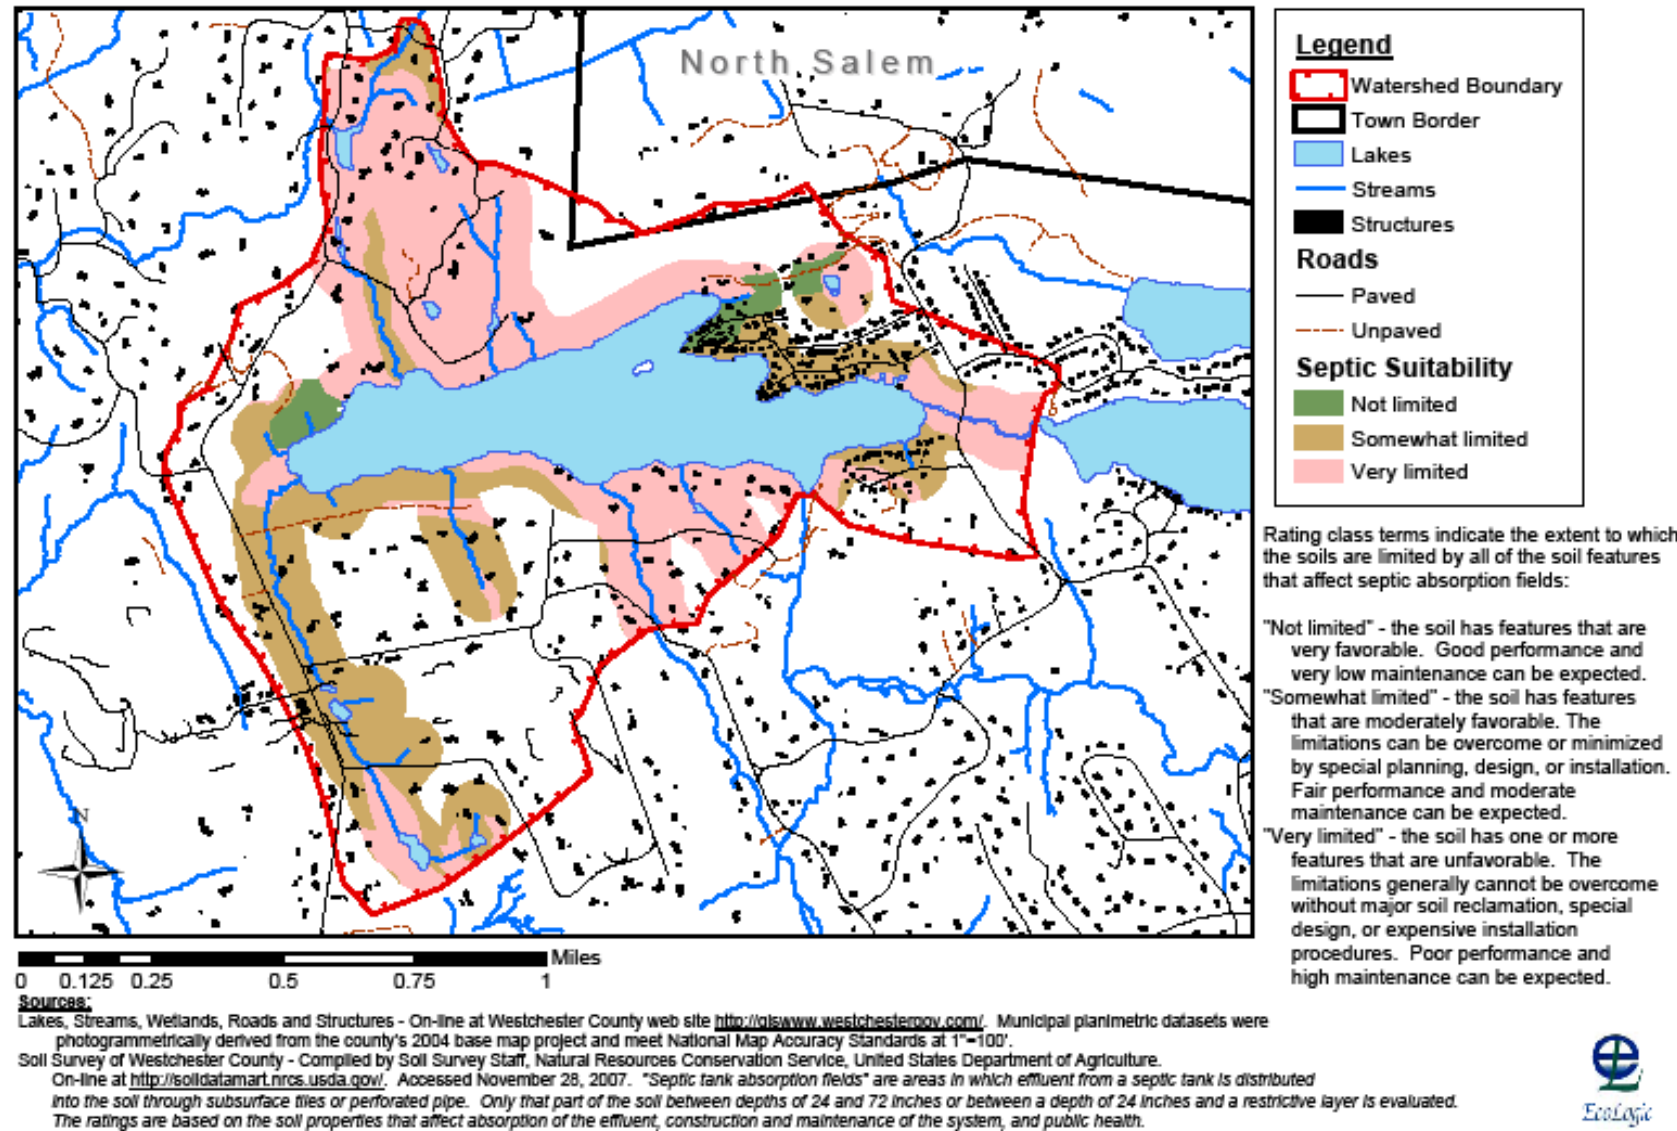 North Salem
Legend
Watershed Boundary
Town Border
Lakes
Streams
Structures
Roads
Paved
Unpaved
Septic Suitability
Not limited
Somewhat limited
Very limited
Rating class terms indicate the extent to which
the soils are limited by all of the soil features
that affect septic absorption fields:
"Not limited" - the soil has features that are
very favorable. Good performance and
very low maintenance can be expected.
"Somewhat limited" - the soil has features
that are moderately favorable. The
limitations can be overcome or minimized
by special planning, design, or installation.
Fair performance and moderate
maintenance can be expected.
"Very limited" - the soil has one or more
features that are unfavorable. The
limitations generally cannot be overcome
without major soil reclamation, special
design, or expensive installation
procedures. Poor performance and
high maintenance can be expected.
N
Miles
0 0.125 0.25 0.5 0.75 1
Sources:
Lakes, Streams, Wetlands, Roads and Structures - On-line at Westchester County web site http://giswww.westchestergov.com/. Municipal planimetric datasets were
photogrammetrically derived from the county's 2004 base map project and meet National Map Accuracy Standards at 1"=100'.
Soil Survey of Westchester County - Compiled by Soil Survey Staff, Natural Resources Conservation Service, United States Department of Agriculture.
On-line at http://soildatamart.nrcs.usda.gov/. Accessed November 28, 2007. "Septic tank absorption fields" are areas in which effluent from a septic tank is distributed
into the soil through subsurface tiles or perforated pipe. Only that part of the soil between depths of 24 and 72 inches or between a depth of 24 inches and a restrictive layer is evaluated.
The ratings are based on the soil properties that affect absorption of the effluent, construction and maintenance of the system, and public health.
EcoLogic